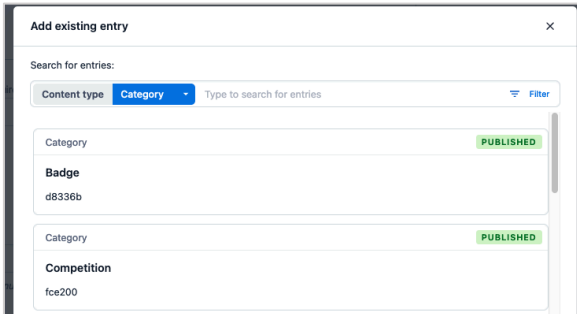 Add existing entry
Search for entries:
Content type Category Type to search for entries Filter
Category PUBLISHED
Badge
d8336b
Category PUBLISHED
Competition
fce200